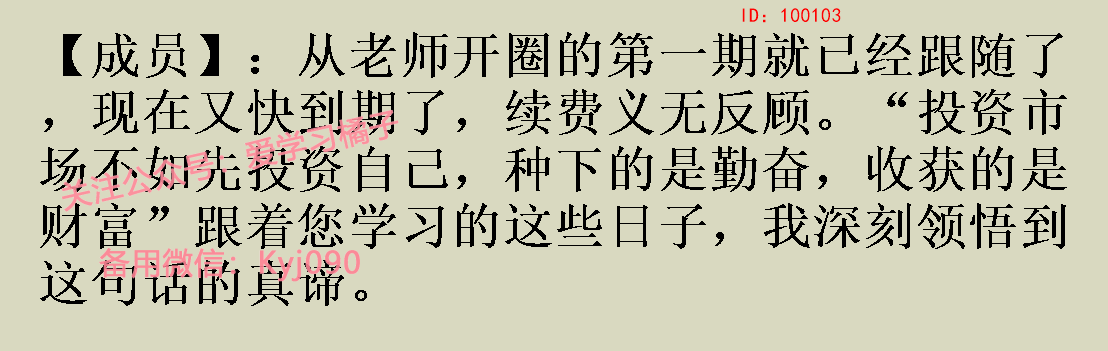 ID：100103
【成员】：从老师开圈的第一期就已经跟随了
，现在又快到期了，续费义无反顾。“投资市
场不如先投资自己，种下的是勤奋，收获的是
财富”跟着您学习的这些日子，我深刻领悟到
这句话的真谛。
关注公众号：爱学习橘子
备用微信：Kyj090